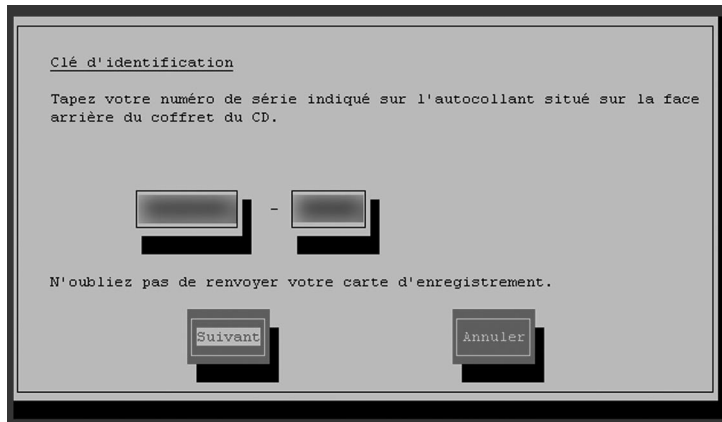 Clé d'identification
Tapez votre numéro de série indiqué sur l'autocollant situé sur la face
arrière du coffret du CD.
-
N'oubliez pas de renvoyer votre carte d'enregistrement.
Suivant Annuler